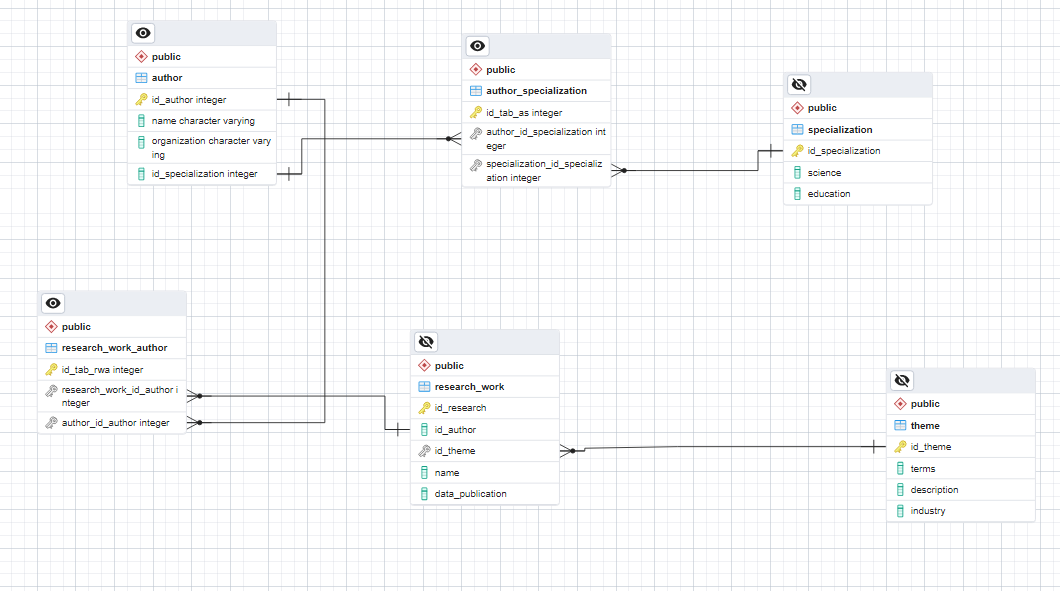 public
author
id_author integer
name character varying
organization character vary
ing
id_specialization integer
public
author_specialization
id_tab_as integer
author_id_specialization int
eger
specialization_id_specializ
ation integer
public
specialization
id_specialization
science
education
public
research_work_author
id_tab_rwa integer
research_work_id_author i
nteger
author_id_author integer
public
research_work
id_research
id_author
id_theme
name
data_publication
public
theme
id_theme
terms
description
industry